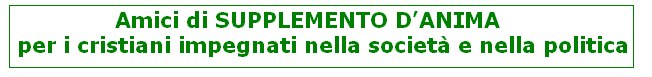 Amici di SUPPLEMENTO D’ANIMA
per i cristiani impegnati nella società e nella politica